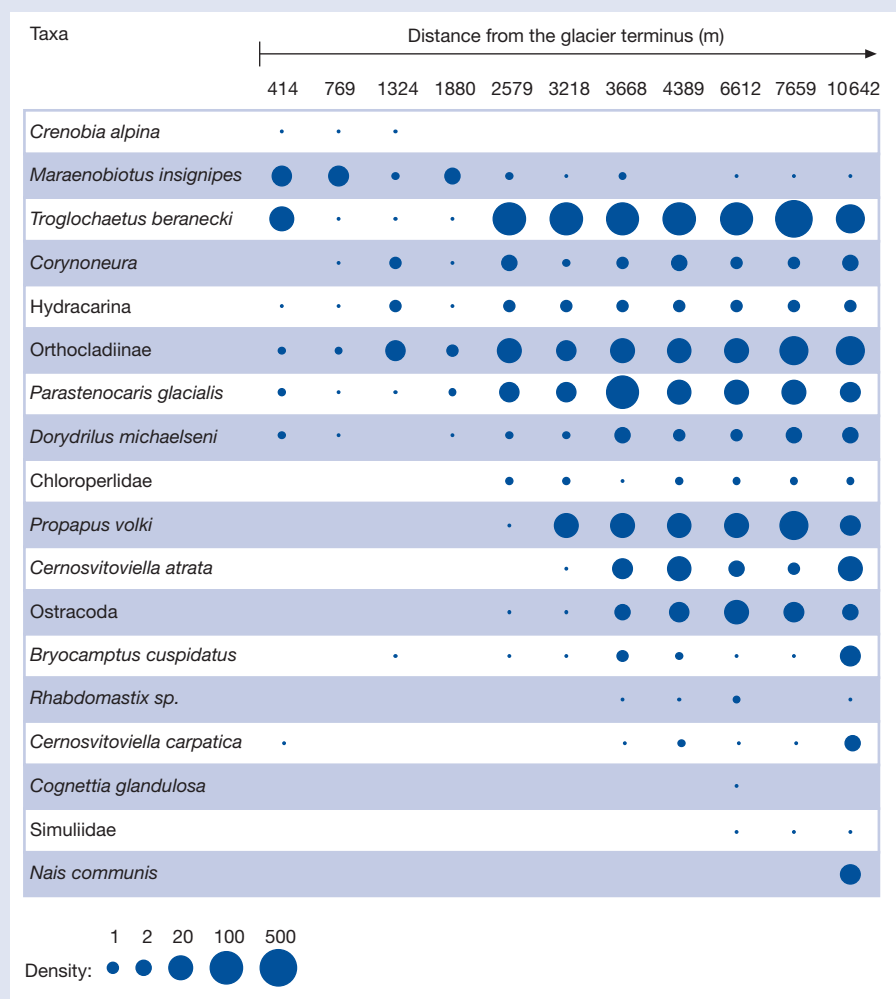 Taxa
Distance from the glacier terminus (m)
414 769 1324 1880 2579 3218 3668 4389 6612 7659 10642
Crenobia alpina
Maraenobiotus insignipes
Troglochaetus beranecki
Corynoneura
Hydracarina
Orthocladiinae
Parastenocaris glacialis
Dorydrilus michaelseni
Chloroperlidae
Propapus volki
Cernosvitoviella atrata
Ostracoda
Bryocamptus cuspidatus
Rhabdomastix sp.
Cernosvitoviella carpatica
Cognettia glandulosa
Simuliidae
Nais communis
1 2 20 100 500
Density: